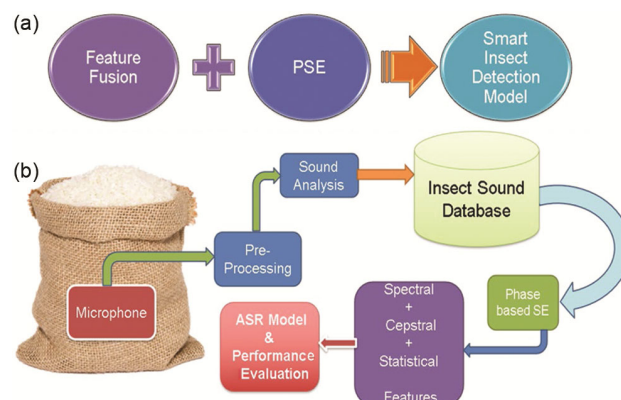 (a)
Feature
Fusion
PSE
Smart
Insect
Detection
Model
(b)
Microphone
Pre-
Processing
Sound
Analysis
Insect Sound
Database
Phase
based SE
Spectral
+
Cepstral
+
Statistical
Features
ASR Model
&
Performance
Evaluation